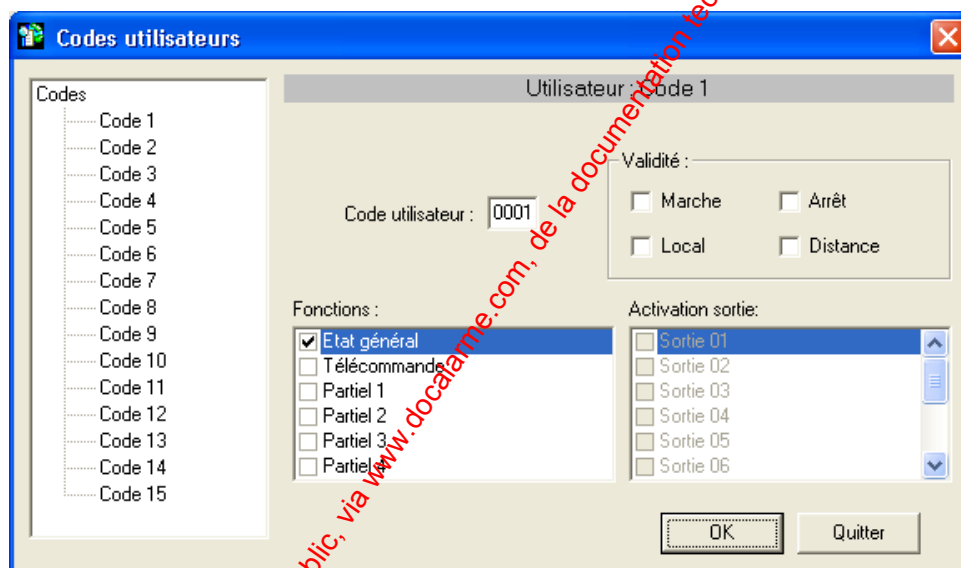 Codes utilisateurs
Codes
Code 1
Code 2
Code 3
Code 4
Code 5
Code 6
Code 7
Code 8
Code 9
Code 10
Code 11
Code 12
Code 13
Code 14
Code 15
Utilisateur : Code 1
Code utilisateur : 0001
Validité :
Marche Arrêt
Local Distance
Fonctions :
Etat général
Télécommande
Partiel 1
Partiel 2
Partiel 3
Partiel 4
Activation sortie:
Sortie 01
Sortie 02
Sortie 03
Sortie 04
Sortie 05
Sortie 06
OK Quitter
via www.docalarme.com, de la documentation